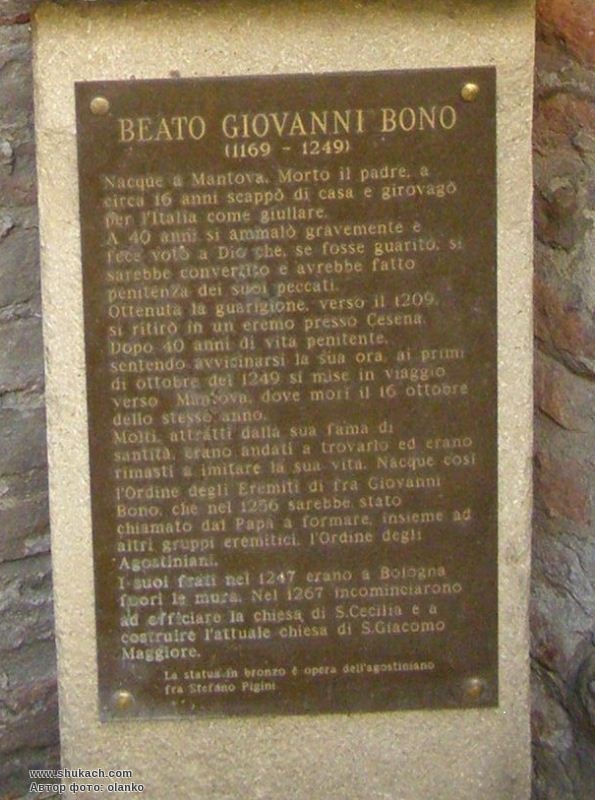 BEATO GIOVANNI BONO
(1169 - 1249)
Nacque a Mantova. Morto il padre, a
circa 16 anni scappò di casa e girovagò
per l'Italia come giullare.
A 40 anni si ammalò gravemente e
fece voto a Dio che, se fosse guarito, si
sarebbe convertito e avrebbe fatto
penitenza dei suoi peccati.
Ottenuta la guarigione, verso il 1209,
si ritirò in un eremo presso Cesena.
Dopo 40 anni di vita penitente,
sentendo avvicinarsi la sua ora, ai primi
di ottobre del 1249 si mise in viaggio
verso Mantova, dove morì il 16 ottobre
dello stesso anno.
Molti, attratti dalla sua fama di
santità, erano andati a trovarlo ed erano
rimasti a imitare la sua vita. Nacque così
l'Ordine degli Eremiti di fra Giovanni
Bono, che nel 1256 sarebbe stato
chiamato dal Papa a formare, insieme ad
altri gruppi eremitici, l'Ordine degli
Agostiniani.
I suoi frati nel 1247 erano a Bologna
fuori le mura. Nel 1267 incominciarono
ad officiare la chiesa di S.Cecilia e a
costruire l'attuale chiesa di S.Giacomo
Maggiore.
La statua in bronzo è opera dell'agostiniano
fra Stefano Pigini
www.shukach.com
Автор фото: olanko